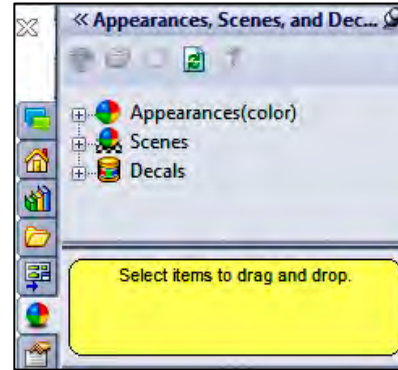 « Appearances, Scenes, and Dec...
Appearances(color)
Scenes
Decals
Select items to drag and drop.